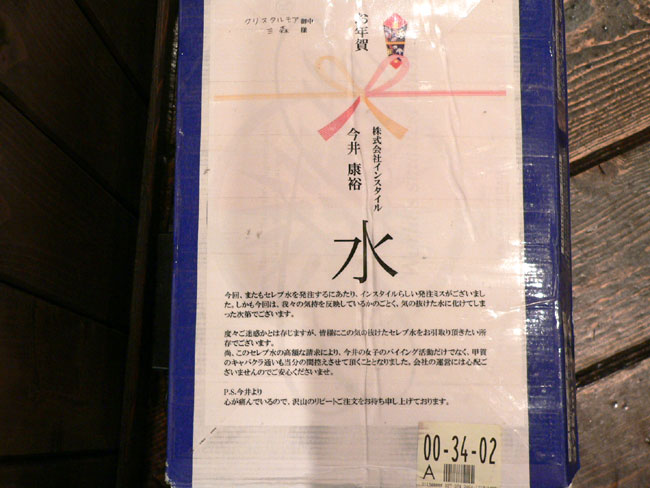 クリスタルモア御中
三森 様
お年賀
株式会社インスタイル
今井 康裕
水
今回、またもセレブ水を発注するにあたり、インスタイルらしい発注ミスがございまし
た。しかも今回は、我々の気持を反映しているかのごとく、気の抜けた水に化けてしま
った次第でございます。
度々ご迷惑かとは存じますが、皆様にこの気の抜けたセレブ水をお引取り頂きたい所
存でございます。
尚、このセレブ水の高額な請求により、今井の女子のバイイング活動だけでなく、甲賀
のキャバクラ通いも当分の間控えさせて頂くこととなりました。会社の運営には心配ご
ざいませんのでご安心くださいませ。
P.S.今井より
心が痛んでいるので、沢山のリピートご注文をお待ち申し上げております。
00-34-02
A